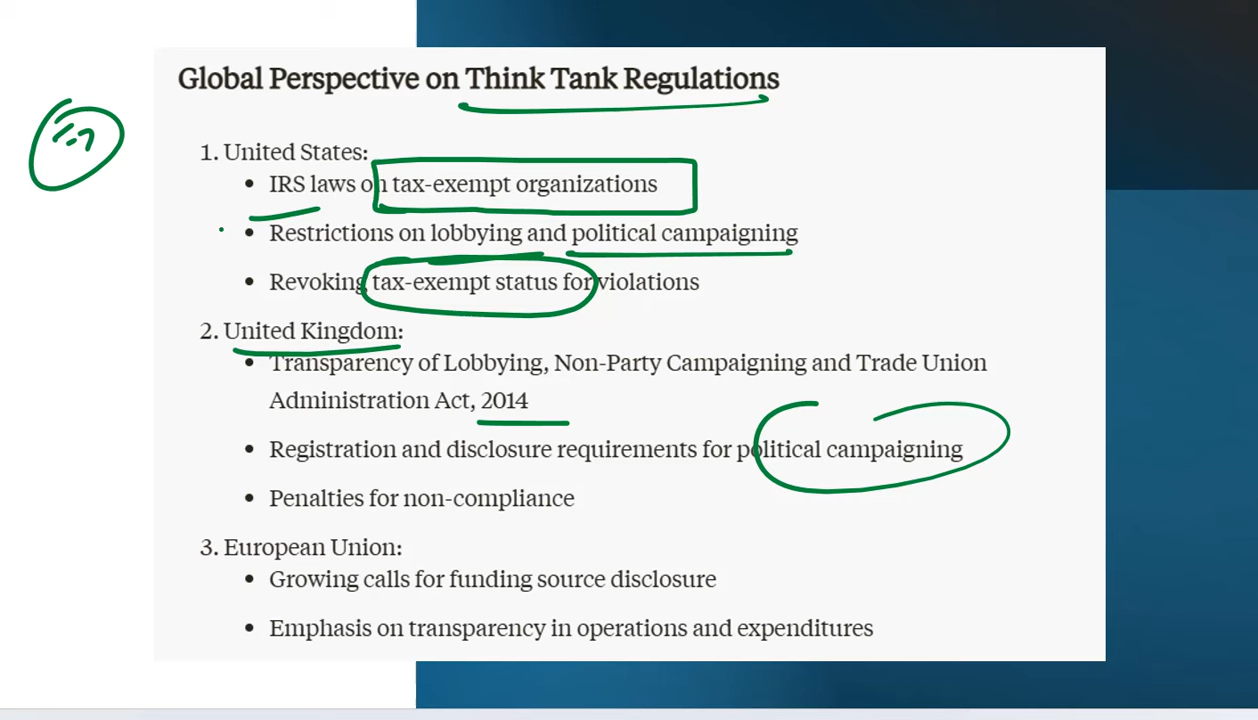 Global Perspective on Think Tank Regulations
1. United States:
• IRS laws on tax-exempt organizations
• Restrictions on lobbying and political campaigning
• Revoking tax-exempt status for violations
2. United Kingdom:
• Transparency of Lobbying, Non-Party Campaigning and Trade Union
Administration Act, 2014
• Registration and disclosure requirements for political campaigning
• Penalties for non-compliance
3. European Union:
• Growing calls for funding source disclosure
• Emphasis on transparency in operations and expenditures